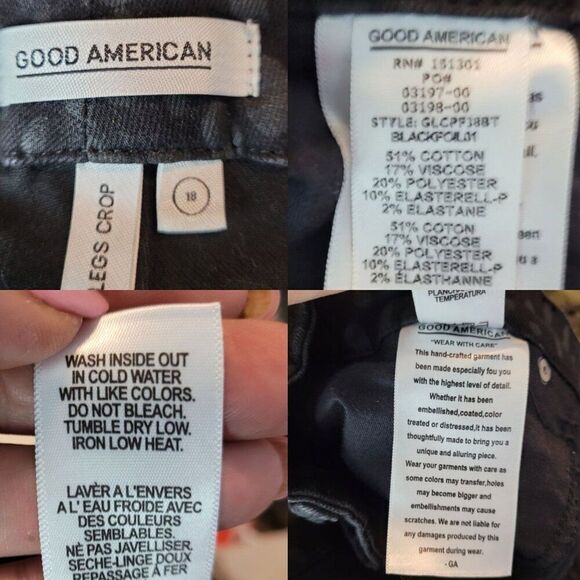 GOOD AMERICAN
LEGS CROP
18
GOOD AMERICAN
RN# 151301
PO#
03197-00
03198-00
STYLE: GLCPF38BT
BLACKFOIL01
51% COTTON
17% VISCOSE
20% POLYESTER
10% ELASTERELL-P
2% ELASTANE
51% COTON
17% VISCOSE
20% POLYESTER
10% ELASTERELL-P
2% ÉLASTHANNE
WASH INSIDE OUT
IN COLD WATER
WITH LIKE COLORS.
DO NOT BLEACH.
TUMBLE DRY LOW.
IRON LOW HEAT.
LAVÈR A L'ENVERS
A L' EAU FROIDE AVEC
DES COULEURS
SEMBLABLES.
NÈ PAS JAVELLISER.
SECHE-LINGE DOUX
REPASSAGE A FER
TEMPERATURA
GOOD AMERICAN
"WEAR WITH CARE"
This hand-crafted garment has
been made especially fou you
with the highest level of detail.
Whether it has been
embellished,coated,color
treated or distressed,it has been
thoughtfully made to bring you a
unique and alluring piece.
Wear your garments with care as
some colors may transfer,holes
may become bigger and
embellishments may cause
scratches. We are not liable for
any damages produced by this
garment during wear.
- GA